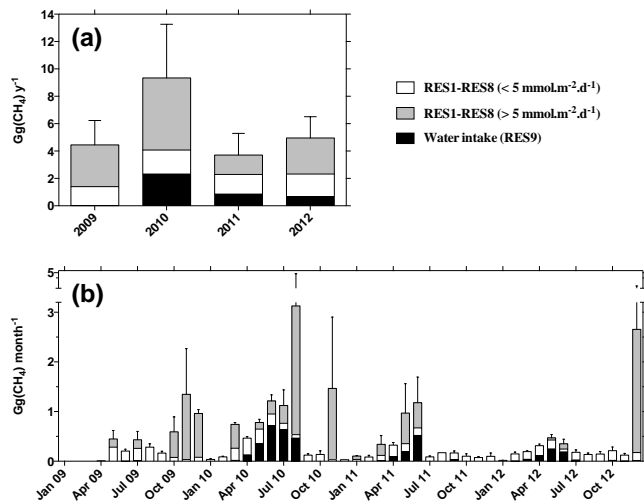 (a)
Gg(CH4) y-1
14
12
10
8
6
4
2
0
2009
2010
2011
2012
RES1-RES8 (< 5 mmol.m-2.d-1)
RES1-RES8 (> 5 mmol.m-2.d-1)
Water intake (RES9)
(b)
Gg(CH4) month-1
5
3
2
1
0
Jan 09
Apr 09
Jul 09
Oct 09
Jan 10
Apr 10
Jul 10
Oct 10
Jan 11
Apr 11
Jul 11
Oct 11
Jan 12
Apr 12
Jul 12
Oct 12